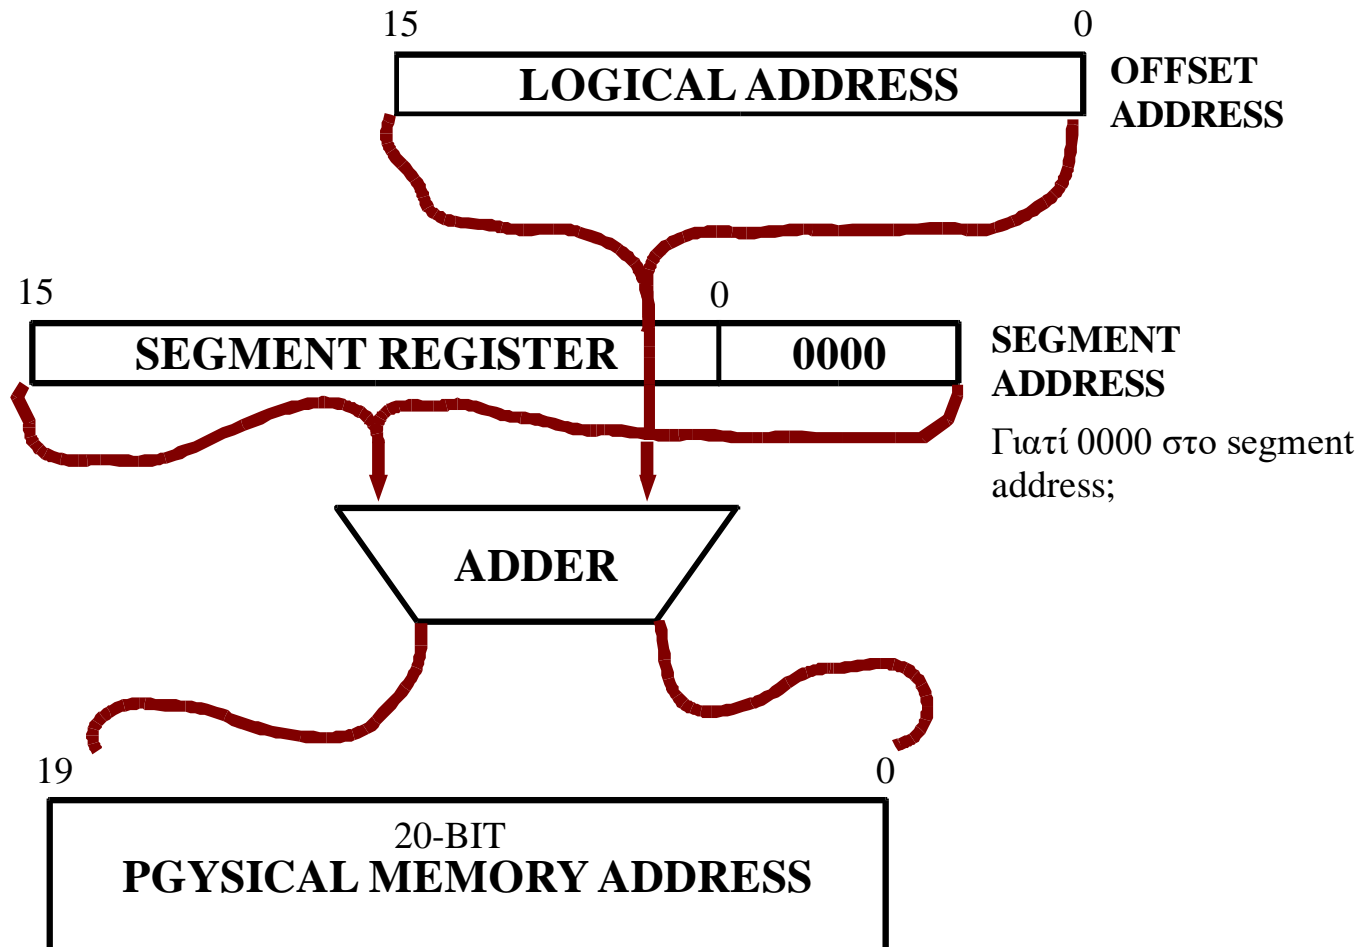 15 0
LOGICAL ADDRESS
OFFSET
ADDRESS
15 0
SEGMENT REGISTER 0000
SEGMENT
ADDRESS
Γιατί 0000 στο segment
address;
ADDER
19 0
20-BIT
PGYSICAL MEMORY ADDRESS